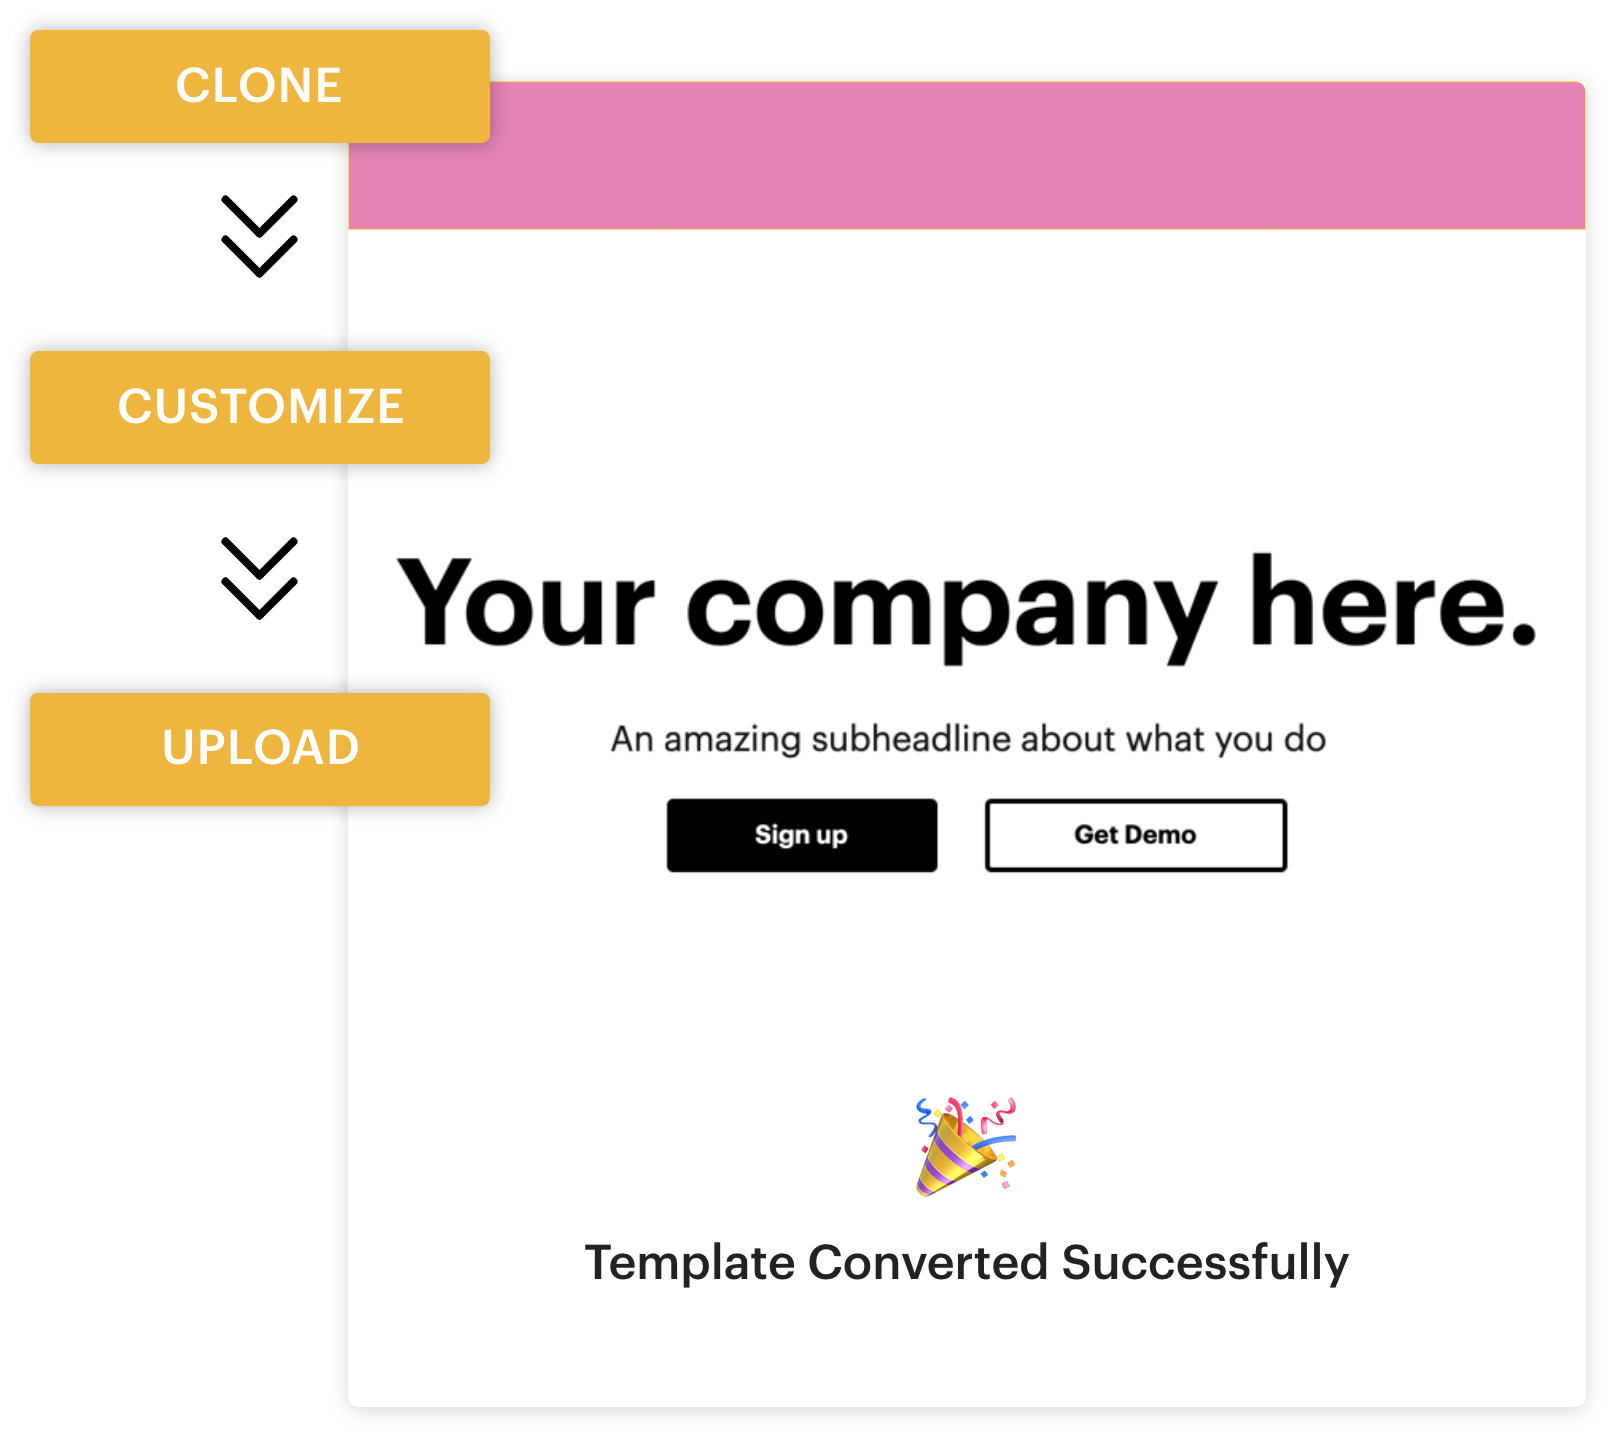 CLONE
CUSTOMIZE
UPLOAD
Your company here.
An amazing subheadline about what you do
Sign up
Get Demo
Template Converted Successfully